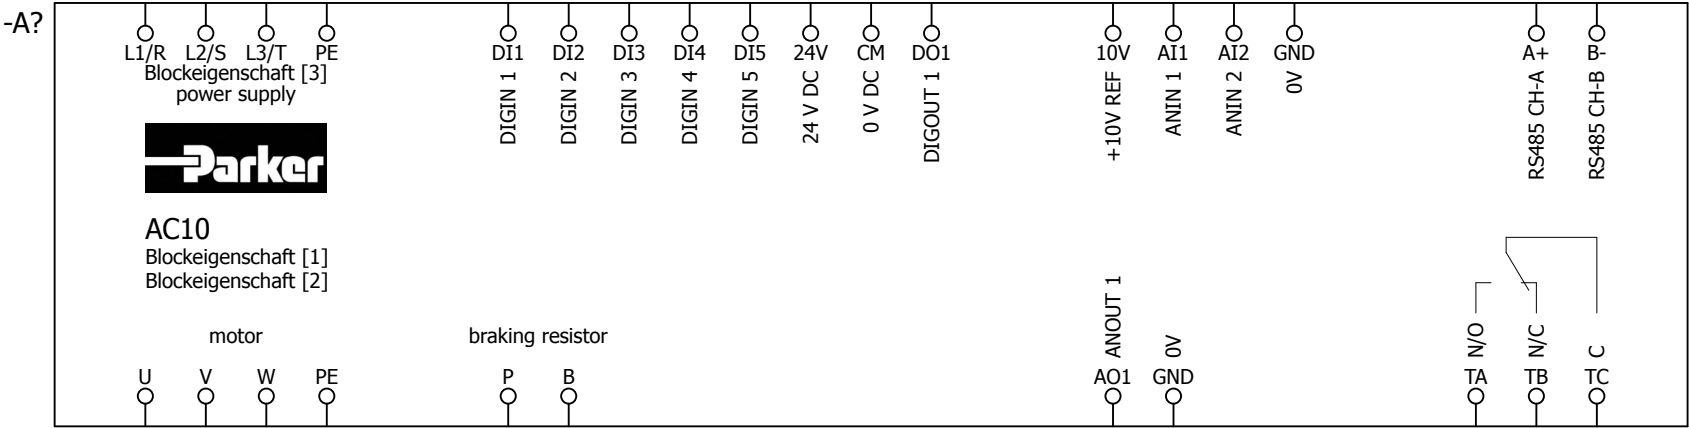 -A?
L1/R L2/S L3/T PE DI1 DI2 DI3 DI4 DI5 24V CM DO1 10V AI1 AI2 GND A+ B-
Blockeigenschaft [3]
power supply
DIGIN 1
DIGIN 2
DIGIN 3
DIGIN 4
DIGIN 5
24 V DC
0 V DC
DIGOUT 1
+10V REF
ANIN 1
ANIN 2
0V
RS485 CH-A
RS485 CH-B
Parker
AC10
Blockeigenschaft [1]
Blockeigenschaft [2]
motor
braking resistor
ANOUT 1
0V
N/O
N/C
C
U V W PE P B AO1 GND TA TB TC